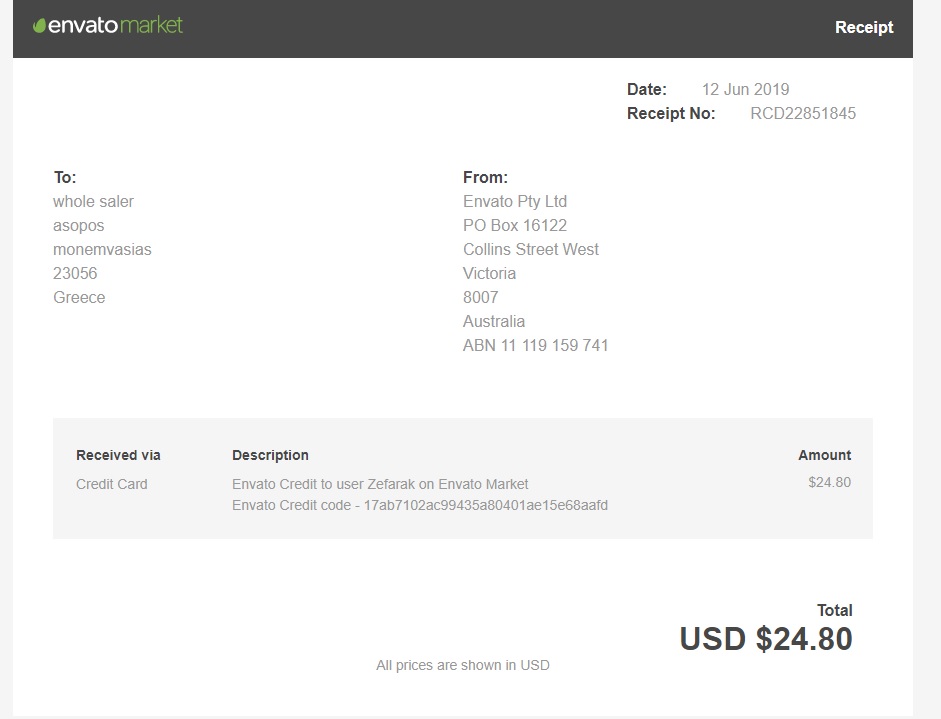 envatomarket
Receipt
Date: 12 Jun 2019
Receipt No: RCD22851845
To:
whole saler
asopos
monemvasias
23056
Greece
From:
Envato Pty Ltd
PO Box 16122
Collins Street West
Victoria
8007
Australia
ABN 11 119 159 741
Received via Description Amount
Credit Card Envato Credit to user Zefarak on Envato Market $24.80
Envato Credit code - 17ab7102ac99435a80401ae15e68aafd
Total
USD $24.80
All prices are shown in USD